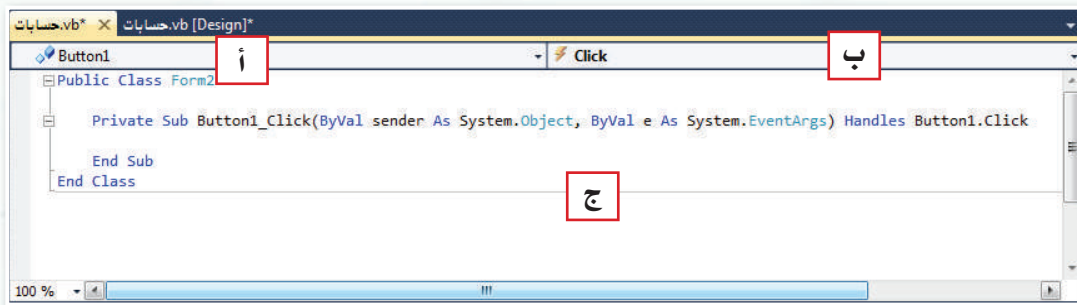 حسابات.vb* حسابات.vb [Design]*
Button1 Click
أ ب
Public Class Form2
Private Sub Button1_Click(ByVal sender As System.Object, ByVal e As System.EventArgs) Handles Button1.Click
End Sub
End Class
ج
100 %